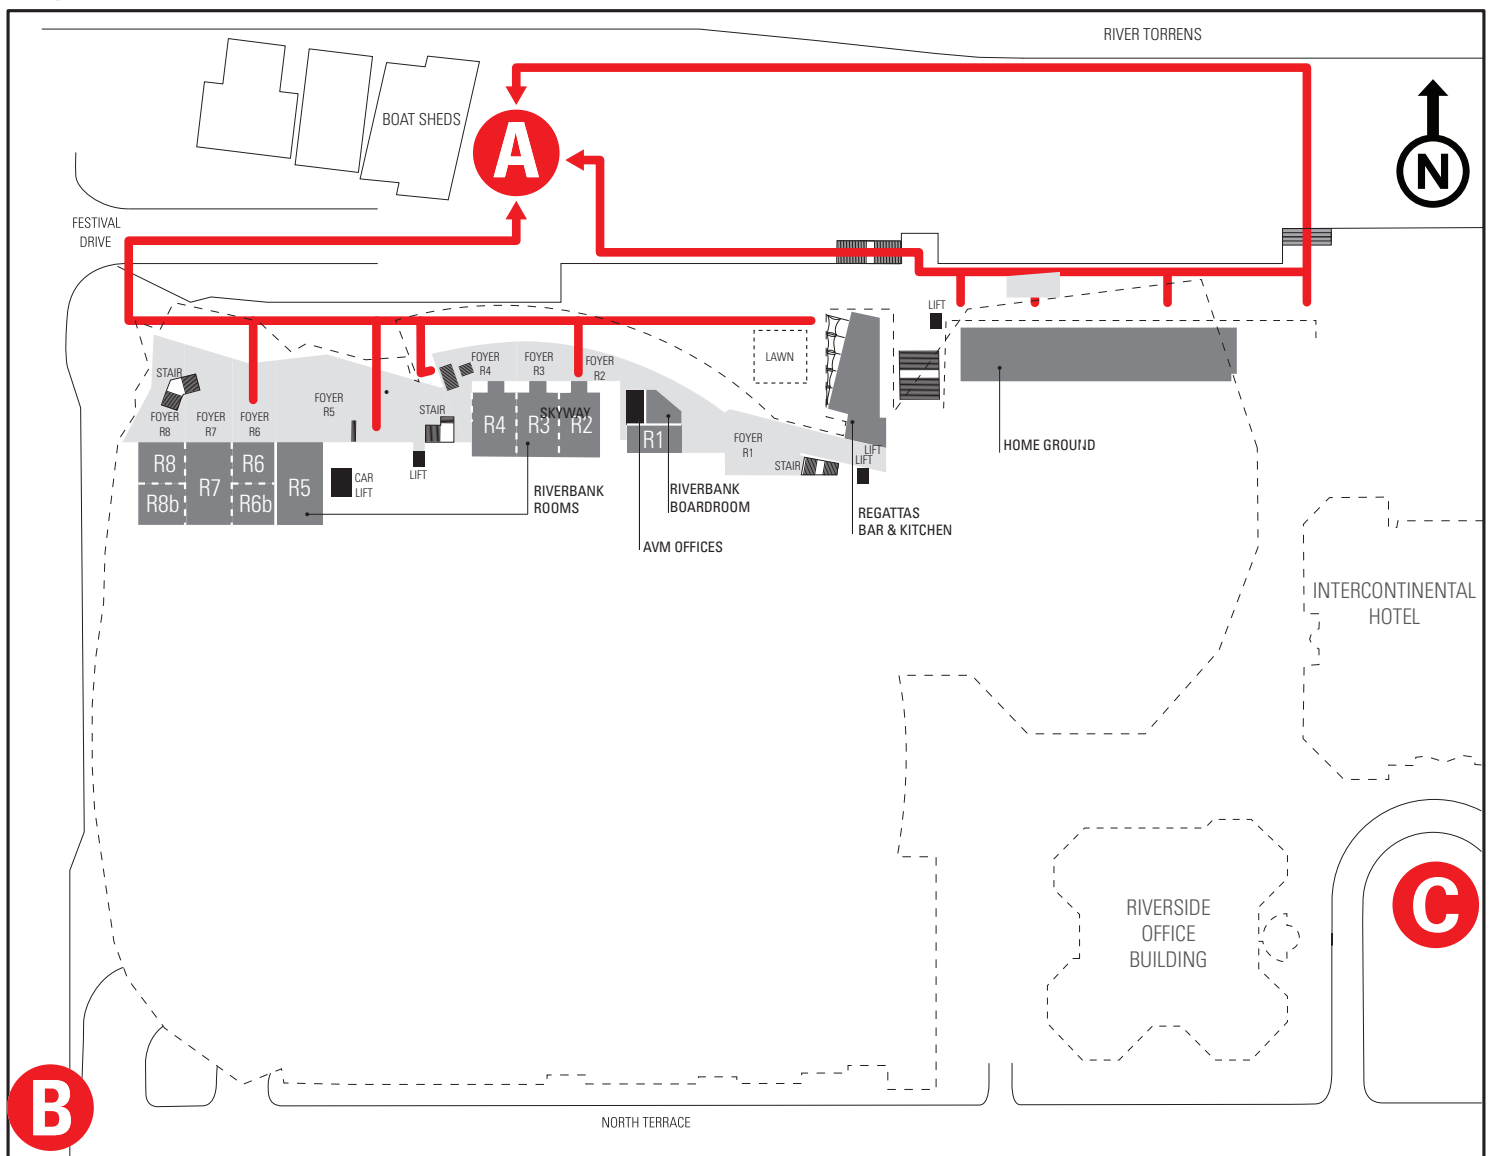 RIVER TORRENS
BOAT SHEDS
A
N
FESTIVAL
DRIVE
LIFT
LAWN
STAIR
FOYER
R8
FOYER
R7
FOYER
R6
FOYER
R5
STAIR
FOYER
R4
FOYER
R3
FOYER
R2
SKYWAY
R4
R3
R2
R1
FOYER
R1
STAIR
LIFT
LIFT
HOME GROUND
R8
R7
R6
R5
R8b
R6b
CAR
LIFT
LIFT
RIVERBANK
ROOMS
RIVERBANK
BOARDROOM
AVM OFFICES
REGATTAS
BAR & KITCHEN
INTERCONTINENTAL
HOTEL
RIVERSIDE
OFFICE
BUILDING
C
B
NORTH TERRACE